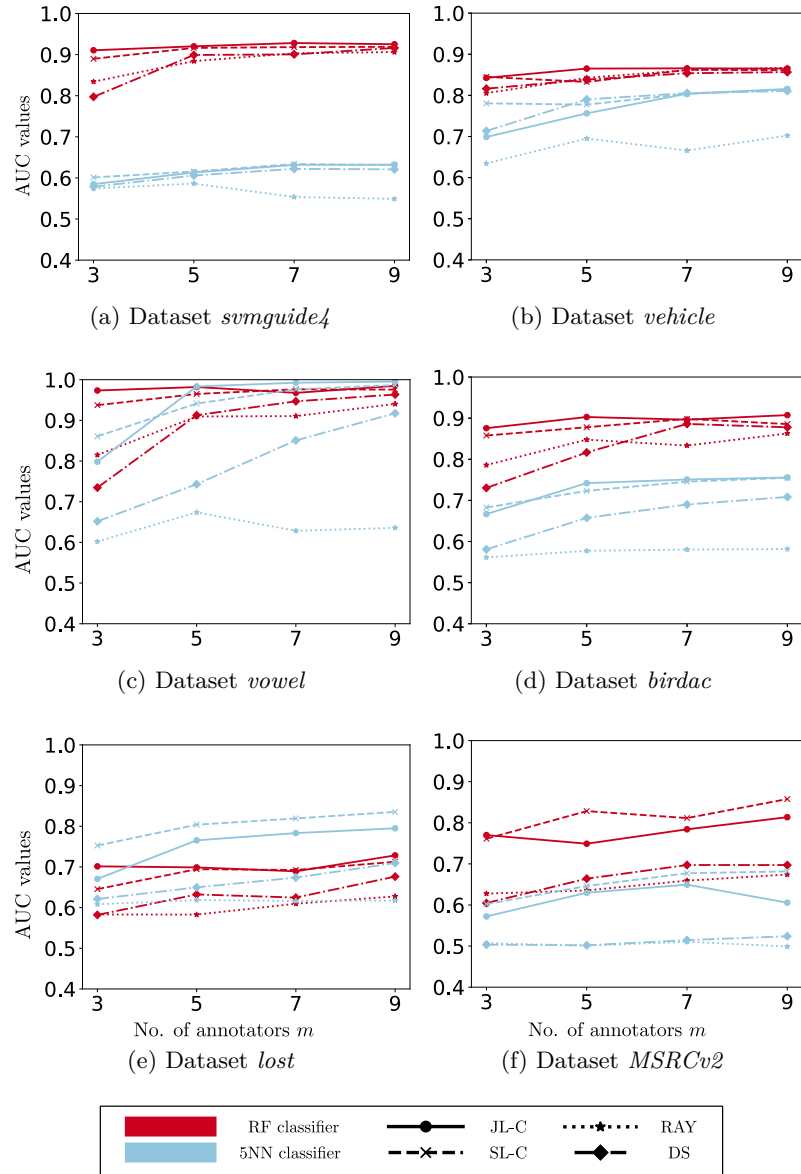 1.0
0.9
0.8
0.7
0.6
0.5
0.4
AUC values
3 5 7 9
(a) Dataset svmguide4
1.0
0.9
0.8
0.7
0.6
0.5
0.4
3 5 7 9
(b) Dataset vehicle
1.0
0.9
0.8
0.7
0.6
0.5
0.4
AUC values
3 5 7 9
(c) Dataset vowel
1.0
0.9
0.8
0.7
0.6
0.5
0.4
3 5 7 9
(d) Dataset birdac
1.0
0.9
0.8
0.7
0.6
0.5
0.4
AUC values
3 5 7 9
No. of annotators m
(e) Dataset lost
1.0
0.9
0.8
0.7
0.6
0.5
0.4
3 5 7 9
No. of annotators m
(f) Dataset MSRCv2
RF classifier JL-C RAY
5NN classifier SL-C DS